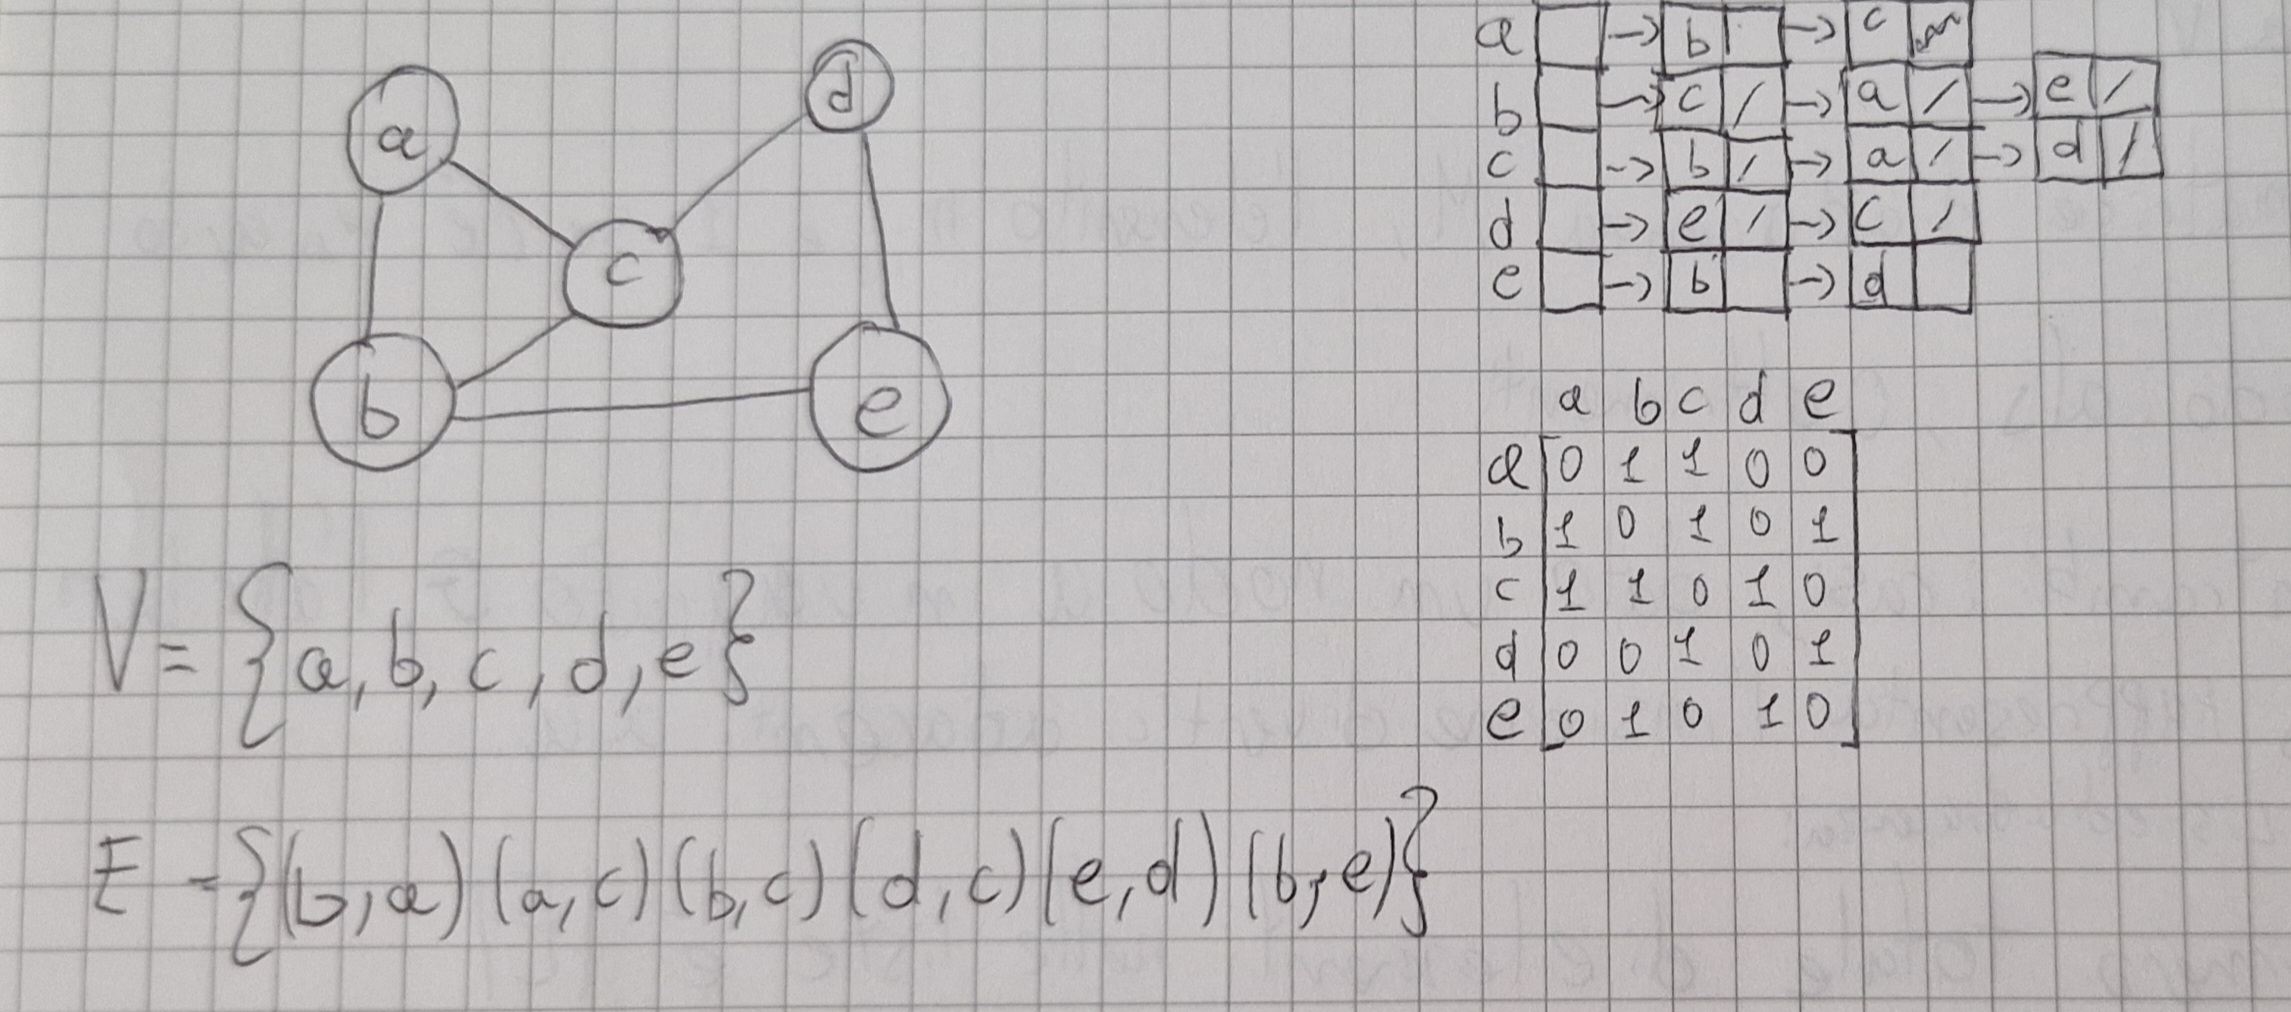 a
d
c
b
e
V = {a, b, c, d, e}
E = {(b, a) (a, c) (b, c) (d, c) (e, d) (b, e)}
a → b → c
b → c / → a / → e /
c → b / → a / → d /
d → e / → c /
e → b → d
a b c d e
a 0 1 1 0 0
b 1 0 1 0 1
c 1 1 0 1 0
d 0 0 1 0 1
e 0 1 0 1 0